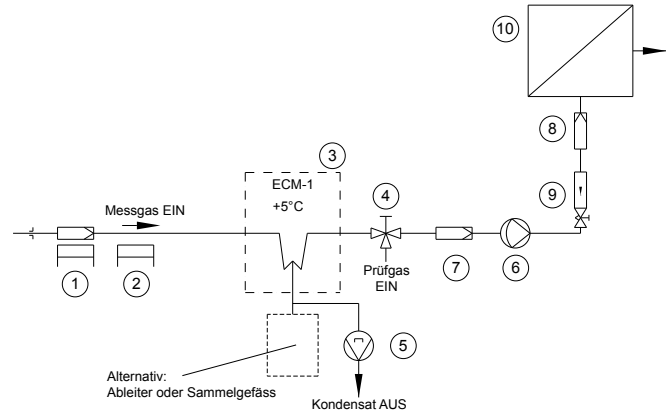 10
8
3
ECM-1
4
9
+5°C
Messgas EIN
Prüfgas
EIN
1
2
7
6
5
Alternativ:
Ableiter oder Sammelgefäss
Kondensat AUS